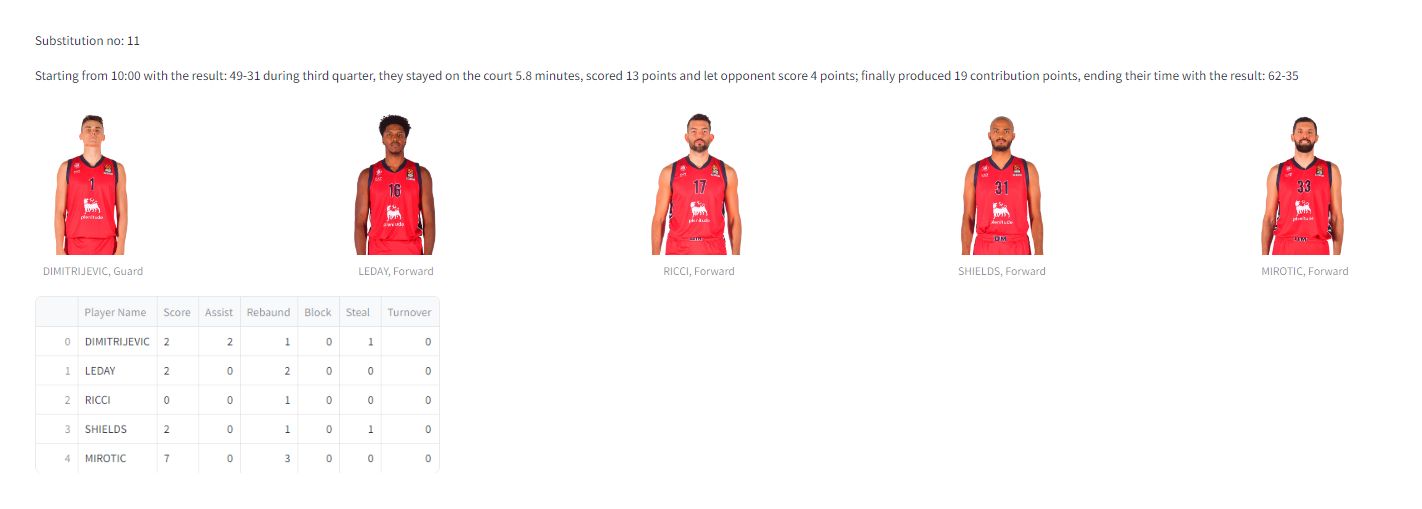 Substitution no: 11
Starting from 10:00 with the result: 49-31 during third quarter, they stayed on the court 5.8 minutes, scored 13 points and let opponent score 4 points; finally produced 19 contribution points, ending their time with the result: 62-35
1 16 17 31 33
plenitude plenitude plenitude plenitude plenitude
DIMITRIJEVIC, Guard LEDAY, Forward RICCI, Forward SHIELDS, Forward MIROTIC, Forward
Player Name Score Assist Rebaund Block Steal Turnover
0 DIMITRIJEVIC 2 2 1 0 1 0
1 LEDAY 2 0 2 0 0 0
2 RICCI 0 0 1 0 0 0
3 SHIELDS 2 0 1 0 1 0
4 MIROTIC 7 0 3 0 0 0